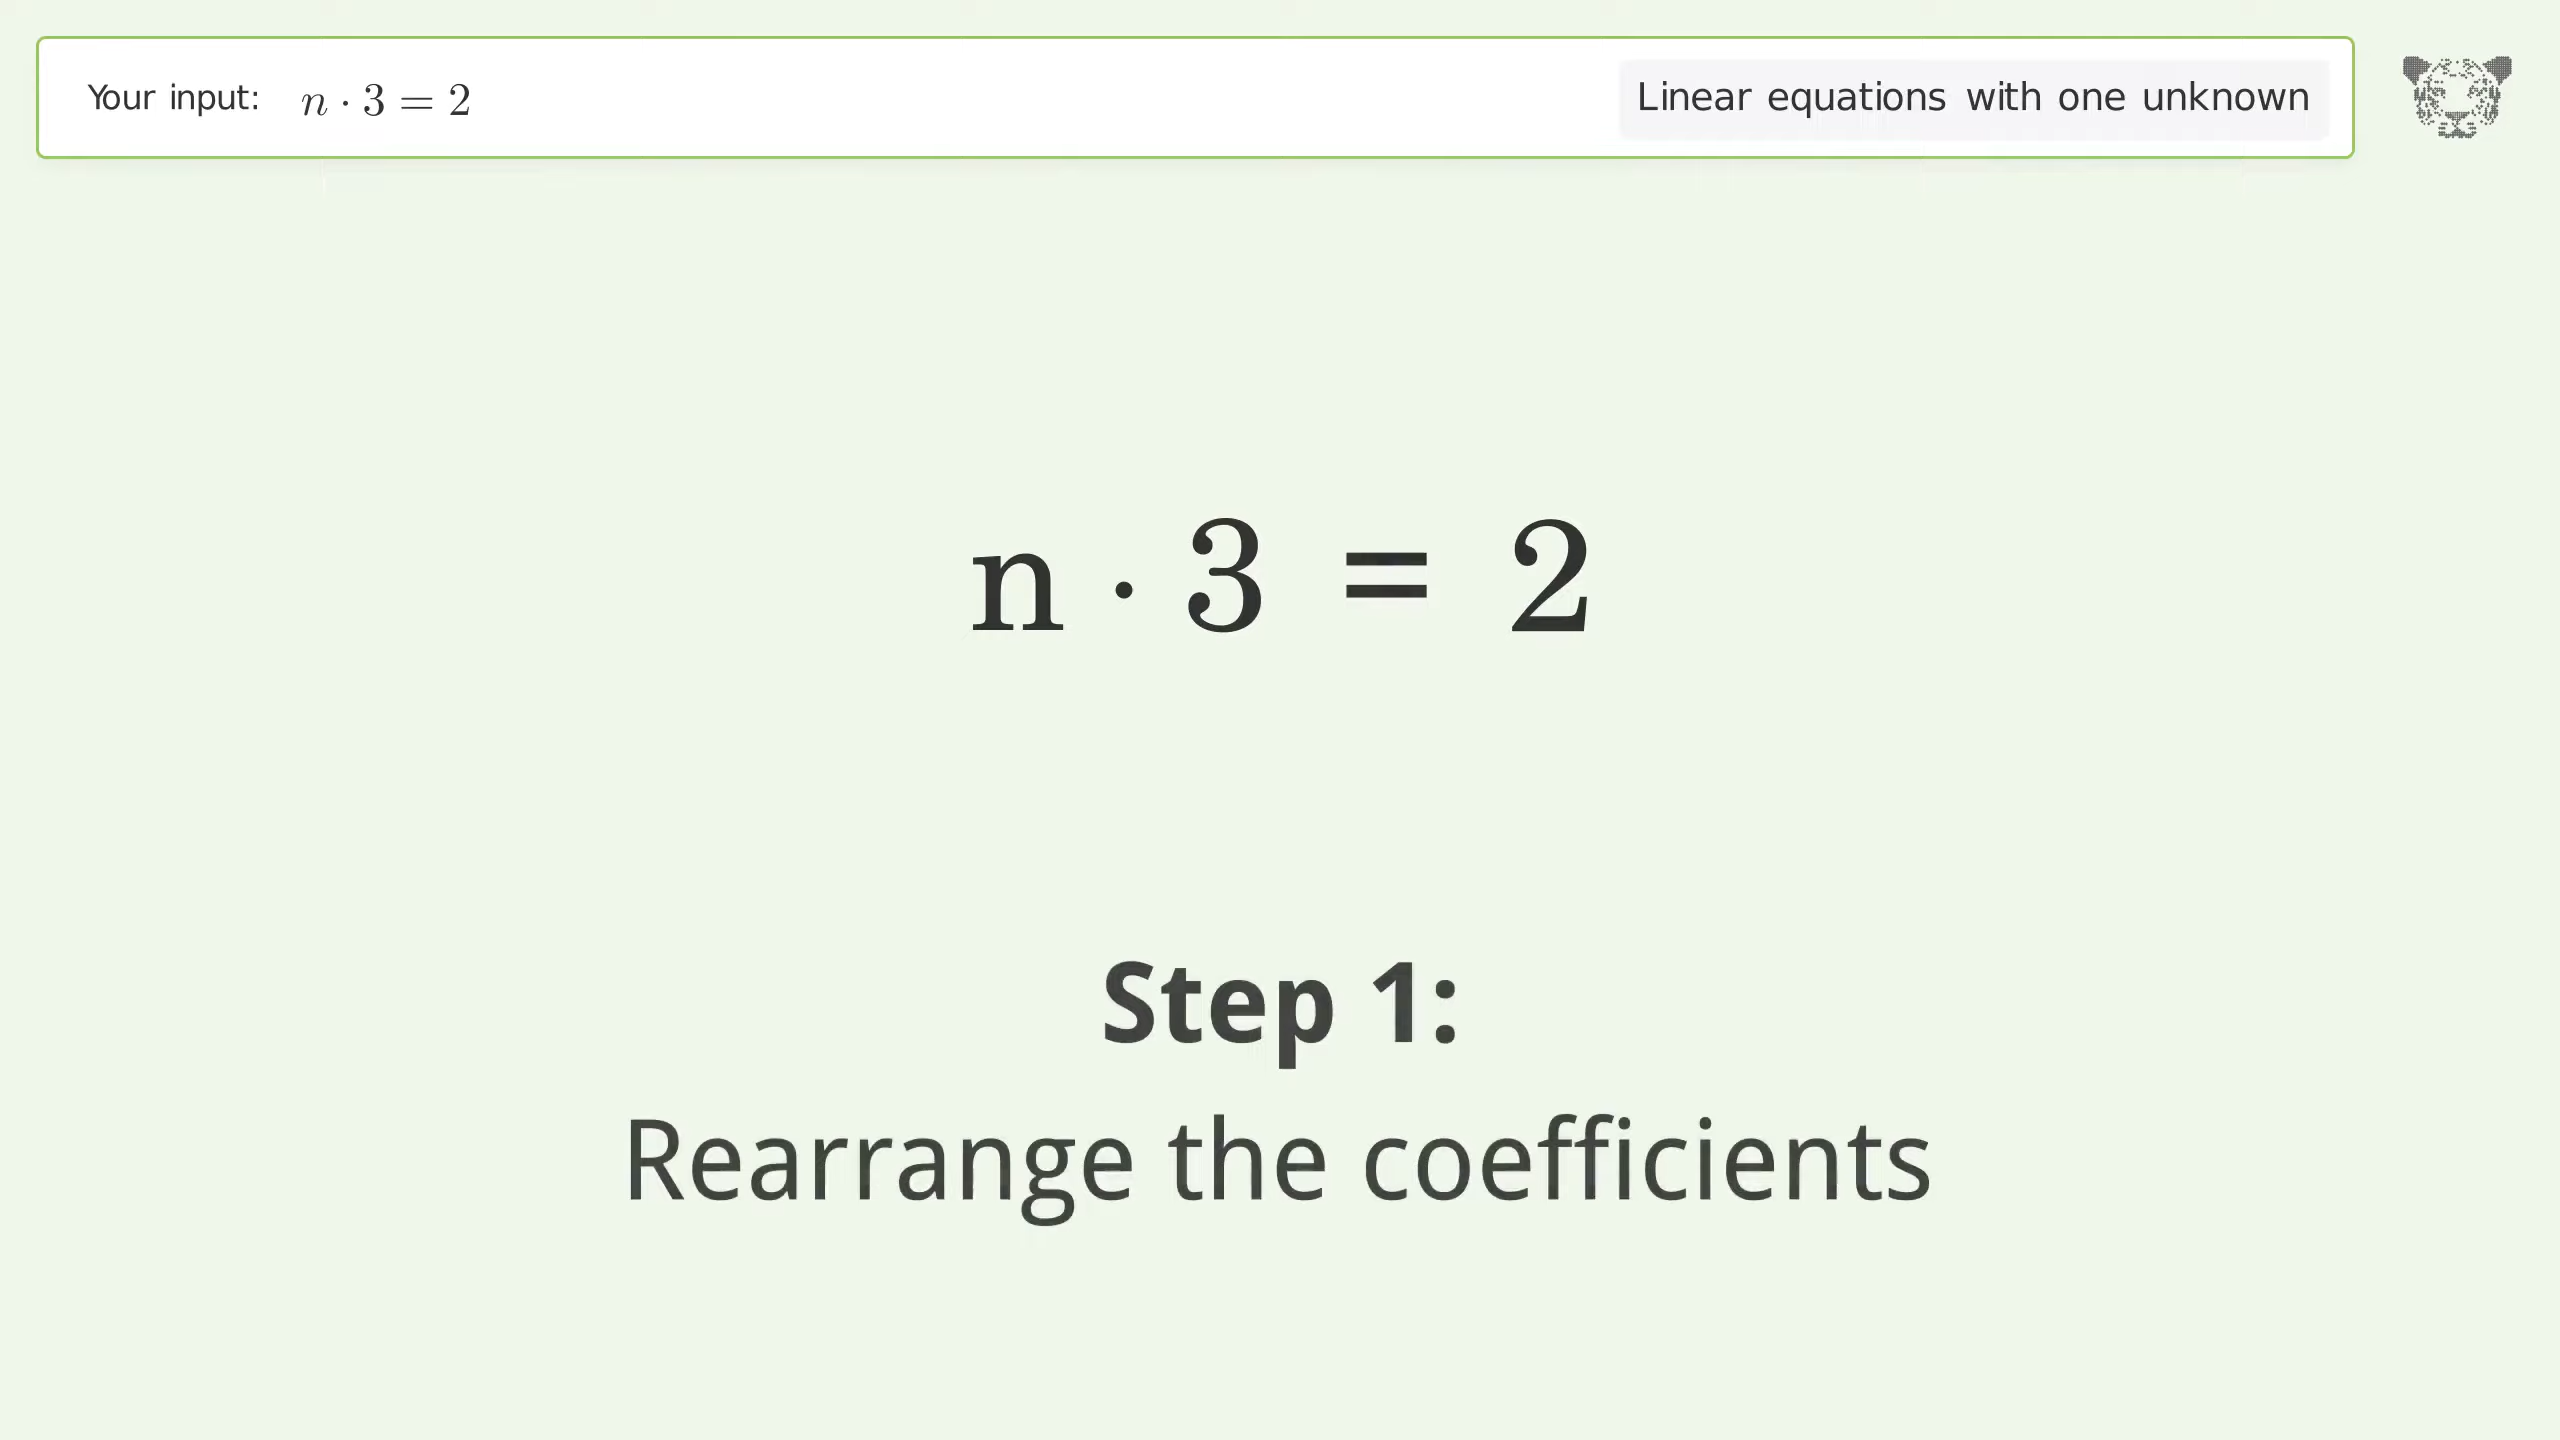 Your input: n · 3 = 2
Linear equations with one unknown
n · 3 = 2
Step 1:
Rearrange the coefficients